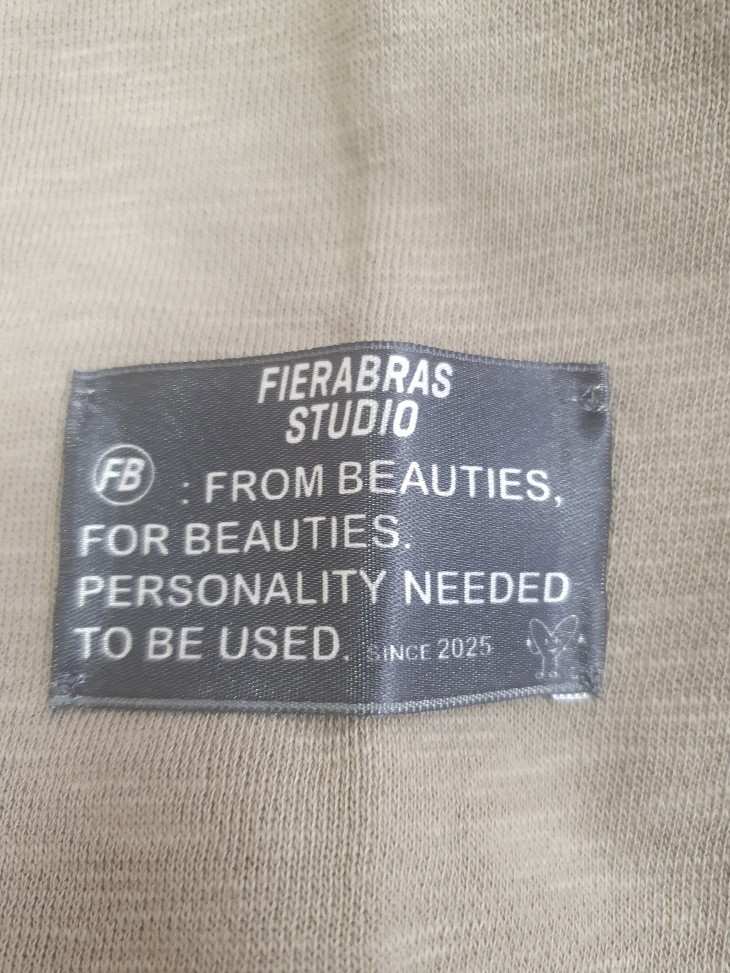 FIERABRAS
STUDIO
FB : FROM BEAUTIES,
FOR BEAUTIES.
PERSONALITY NEEDED
TO BE USED. SINCE 2025